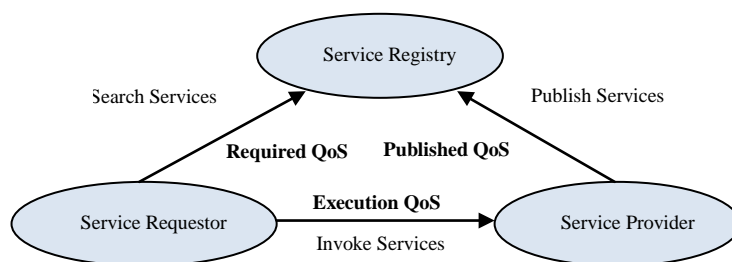 Service Registry
Search Services
Publish Services
Required QoS
Published QoS
Execution QoS
Service Requestor
Service Provider
Invoke Services